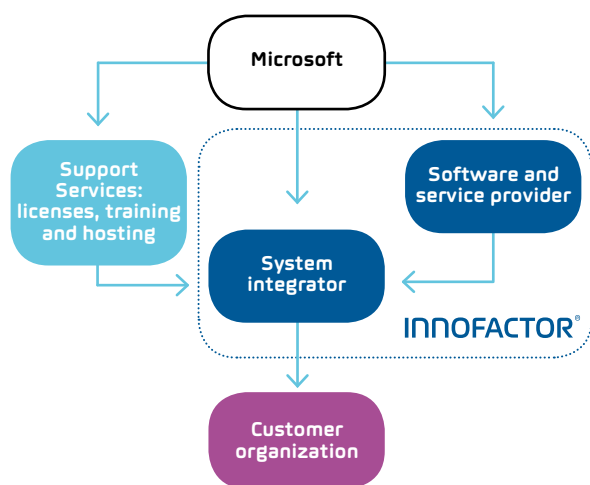 Microsoft
Support
Services:
licenses, training
and hosting
Software and
service provider
System
integrator
INNOFACTOR®
Customer
organization